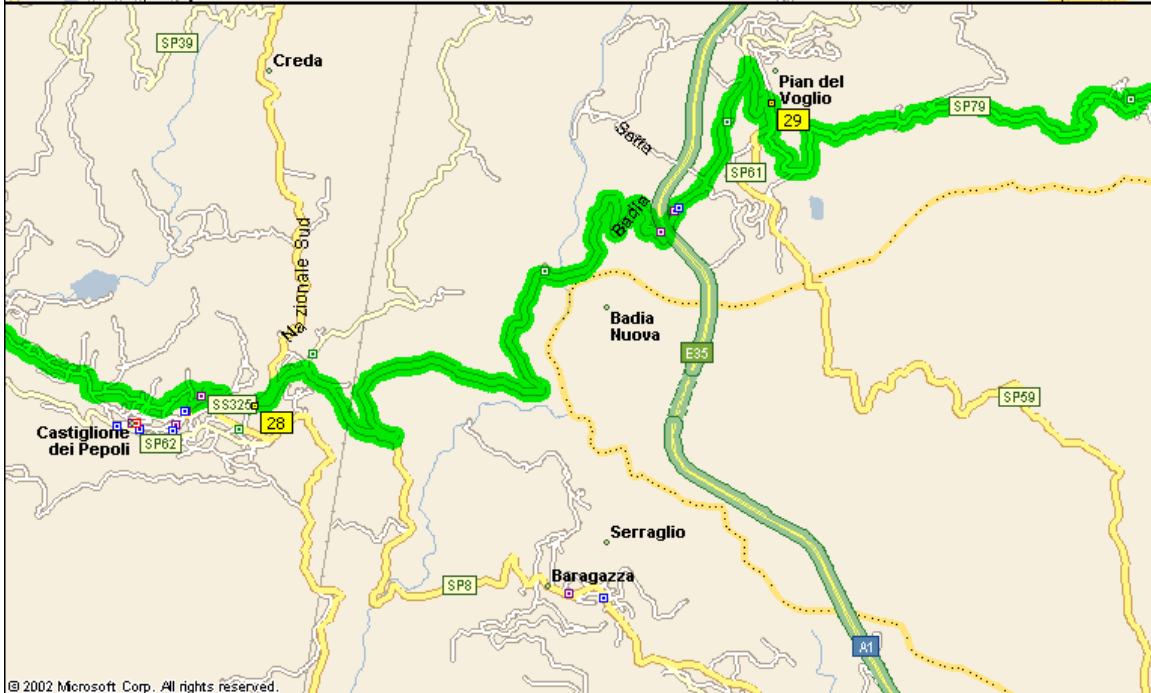 SP39
Creda
Pian del
Voglio
SP79
29
Setta
SP61
Badia
Nazionale Sud
Badia
Nuova
E35
SP59
SS325
28
Castiglione
dei Pepoli
SP62
Serraglio
Baragazza
SP8
A1
© 2002 Microsoft Corp. All rights reserved.